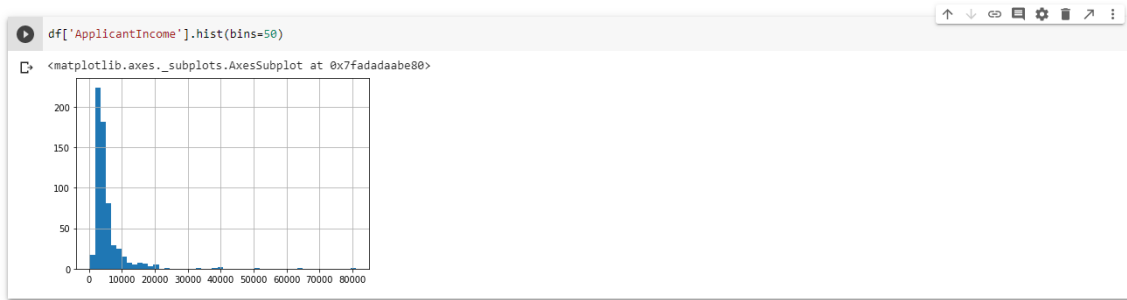 df['ApplicantIncome'].hist(bins=50)
<matplotlib.axes._subplots.AxesSubplot at 0x7fadadaabe80>
200
150
100
50
0
0 10000 20000 30000 40000 50000 60000 70000 80000